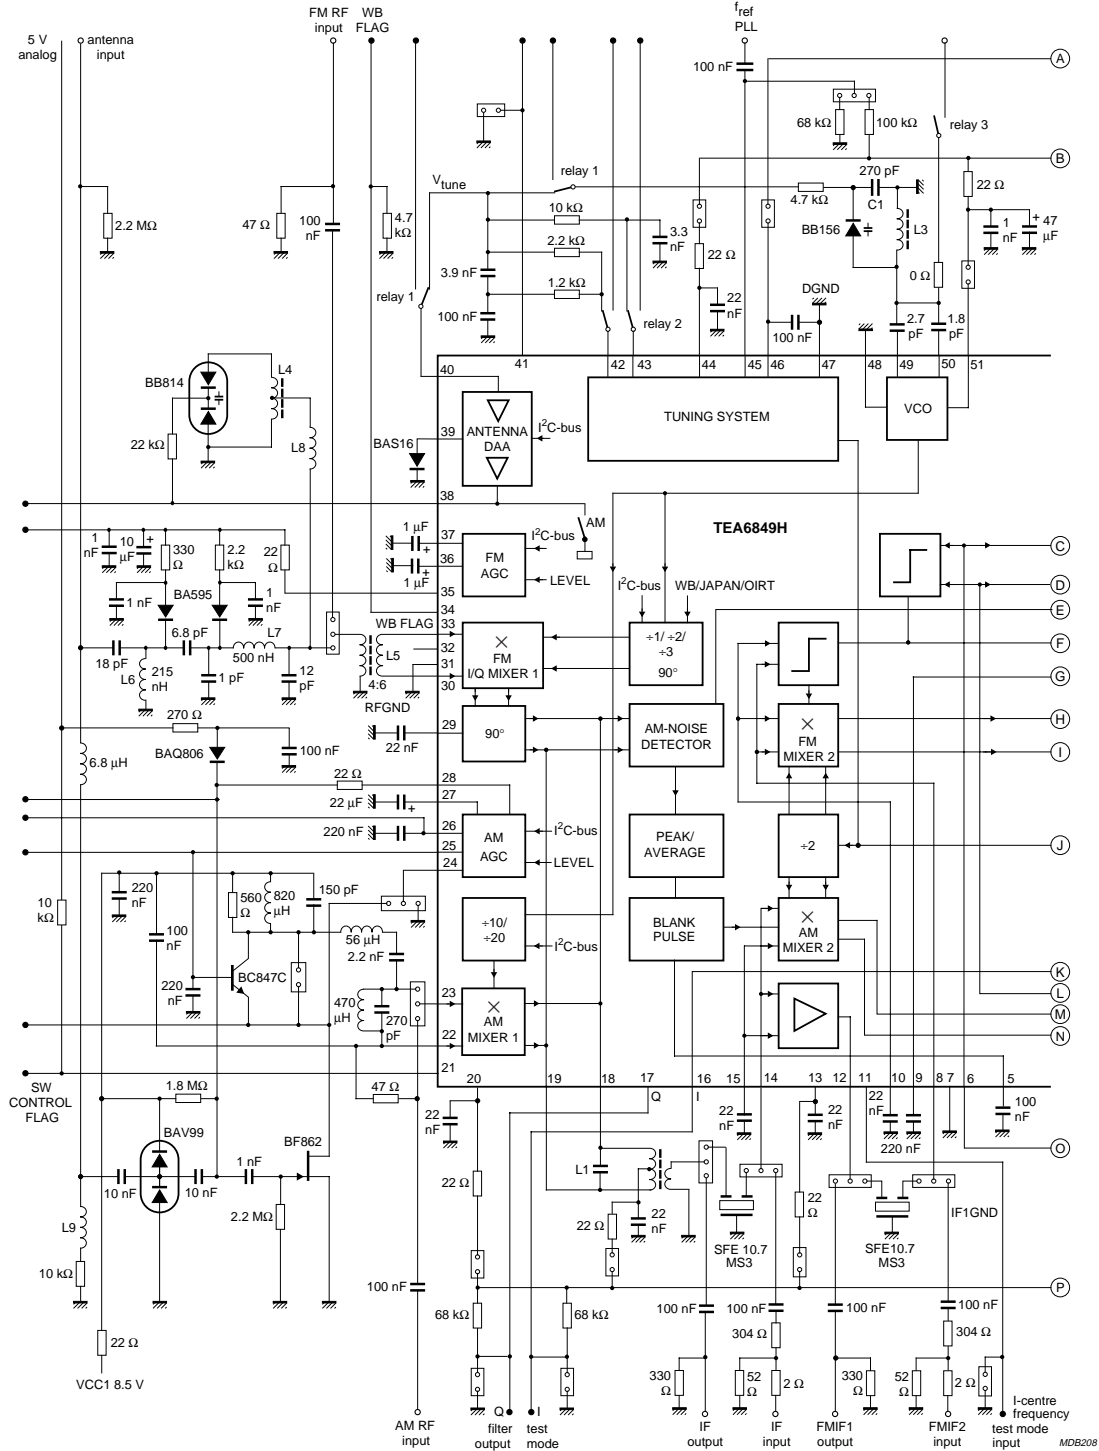 5 V
analog
antenna
input
FM RF
input
WB
FLAG
fref
PLL
100 nF
A
68 kΩ
100 kΩ
relay 3
B
Vtune
relay 1
270 pF
C1
4.7 kΩ
22 Ω
2.2 MΩ
47 Ω
100
nF
4.7
kΩ
10 kΩ
3.3
nF
2.2 kΩ
22 Ω
BB156
L3
1
nF
+
47
μF
3.9 nF
1.2 kΩ
0 Ω
relay 1
22
nF
DGND
100 nF
relay 2
100 nF
2.7
pF
1.8
pF
41
42
43
44
45
46
47
48
49
50
51
L4
BB814
40
39
ANTENNA
DAA
I2C-bus
TUNING SYSTEM
VCO
BAS16
22 kΩ
L8
38
AM
TEA6849H
1
nF
10
μF
+
330
Ω
2.2
kΩ
22
Ω
1 μF
+
37
36
+
1 μF
FM
AGC
I2C-bus
LEVEL
35
34
C
D
E
I2C-bus
WB/JAPAN/OIRT
1 nF
BA595
1
nF
WB FLAG
33
32
31
30
FM
I/Q MIXER 1
÷1/ ÷2/
÷3
90°
F
G
6.8 pF
L7
500 nH
18 pF
L6
215
nH
1 pF
12
pF
L5
4:6
RFGND
29
22 nF
90°
AM-NOISE
DETECTOR
FM
MIXER 2
H
I
270 Ω
BAQ806
100 nF
6.8 μH
22 Ω
28
27
22 μF
+
220 nF
26
25
24
AM
AGC
I2C-bus
LEVEL
PEAK/
AVERAGE
÷2
J
220
nF
10
kΩ
560
Ω
820
μH
150 pF
100
nF
56 μH
2.2 nF
÷10/
÷20
I2C-bus
BLANK
PULSE
AM
MIXER 2
BC847C
220
nF
470
μH
270
pF
23
22
21
AM
MIXER 1
K
L
M
N
SW
CONTROL
FLAG
1.8 MΩ
47 Ω
20
19
18
17
16
15
14
13
12
11
10
9
8
7
6
5
Q
I
22
nF
22
nF
22
nF
22
nF
220 nF
100
nF
O
BAV99
BF862
1 nF
10 nF
10 nF
L1
22 Ω
2.2 MΩ
22 Ω
22
nF
22
Ω
SFE 10.7
MS3
SFE10.7
MS3
IF1GND
L9
10 kΩ
100 nF
P
68 kΩ
68 kΩ
100 nF
100 nF
100 nF
100 nF
304 Ω
304 Ω
22 Ω
330
Ω
52
Ω
2 Ω
330
Ω
52
Ω
2 Ω
VCC1 8.5 V
AM RF
input
Q
filter
output
I
test
mode
IF
output
IF
input
FMIF1
output
FMIF2
input
I-centre
frequency
test mode
input
MDB208